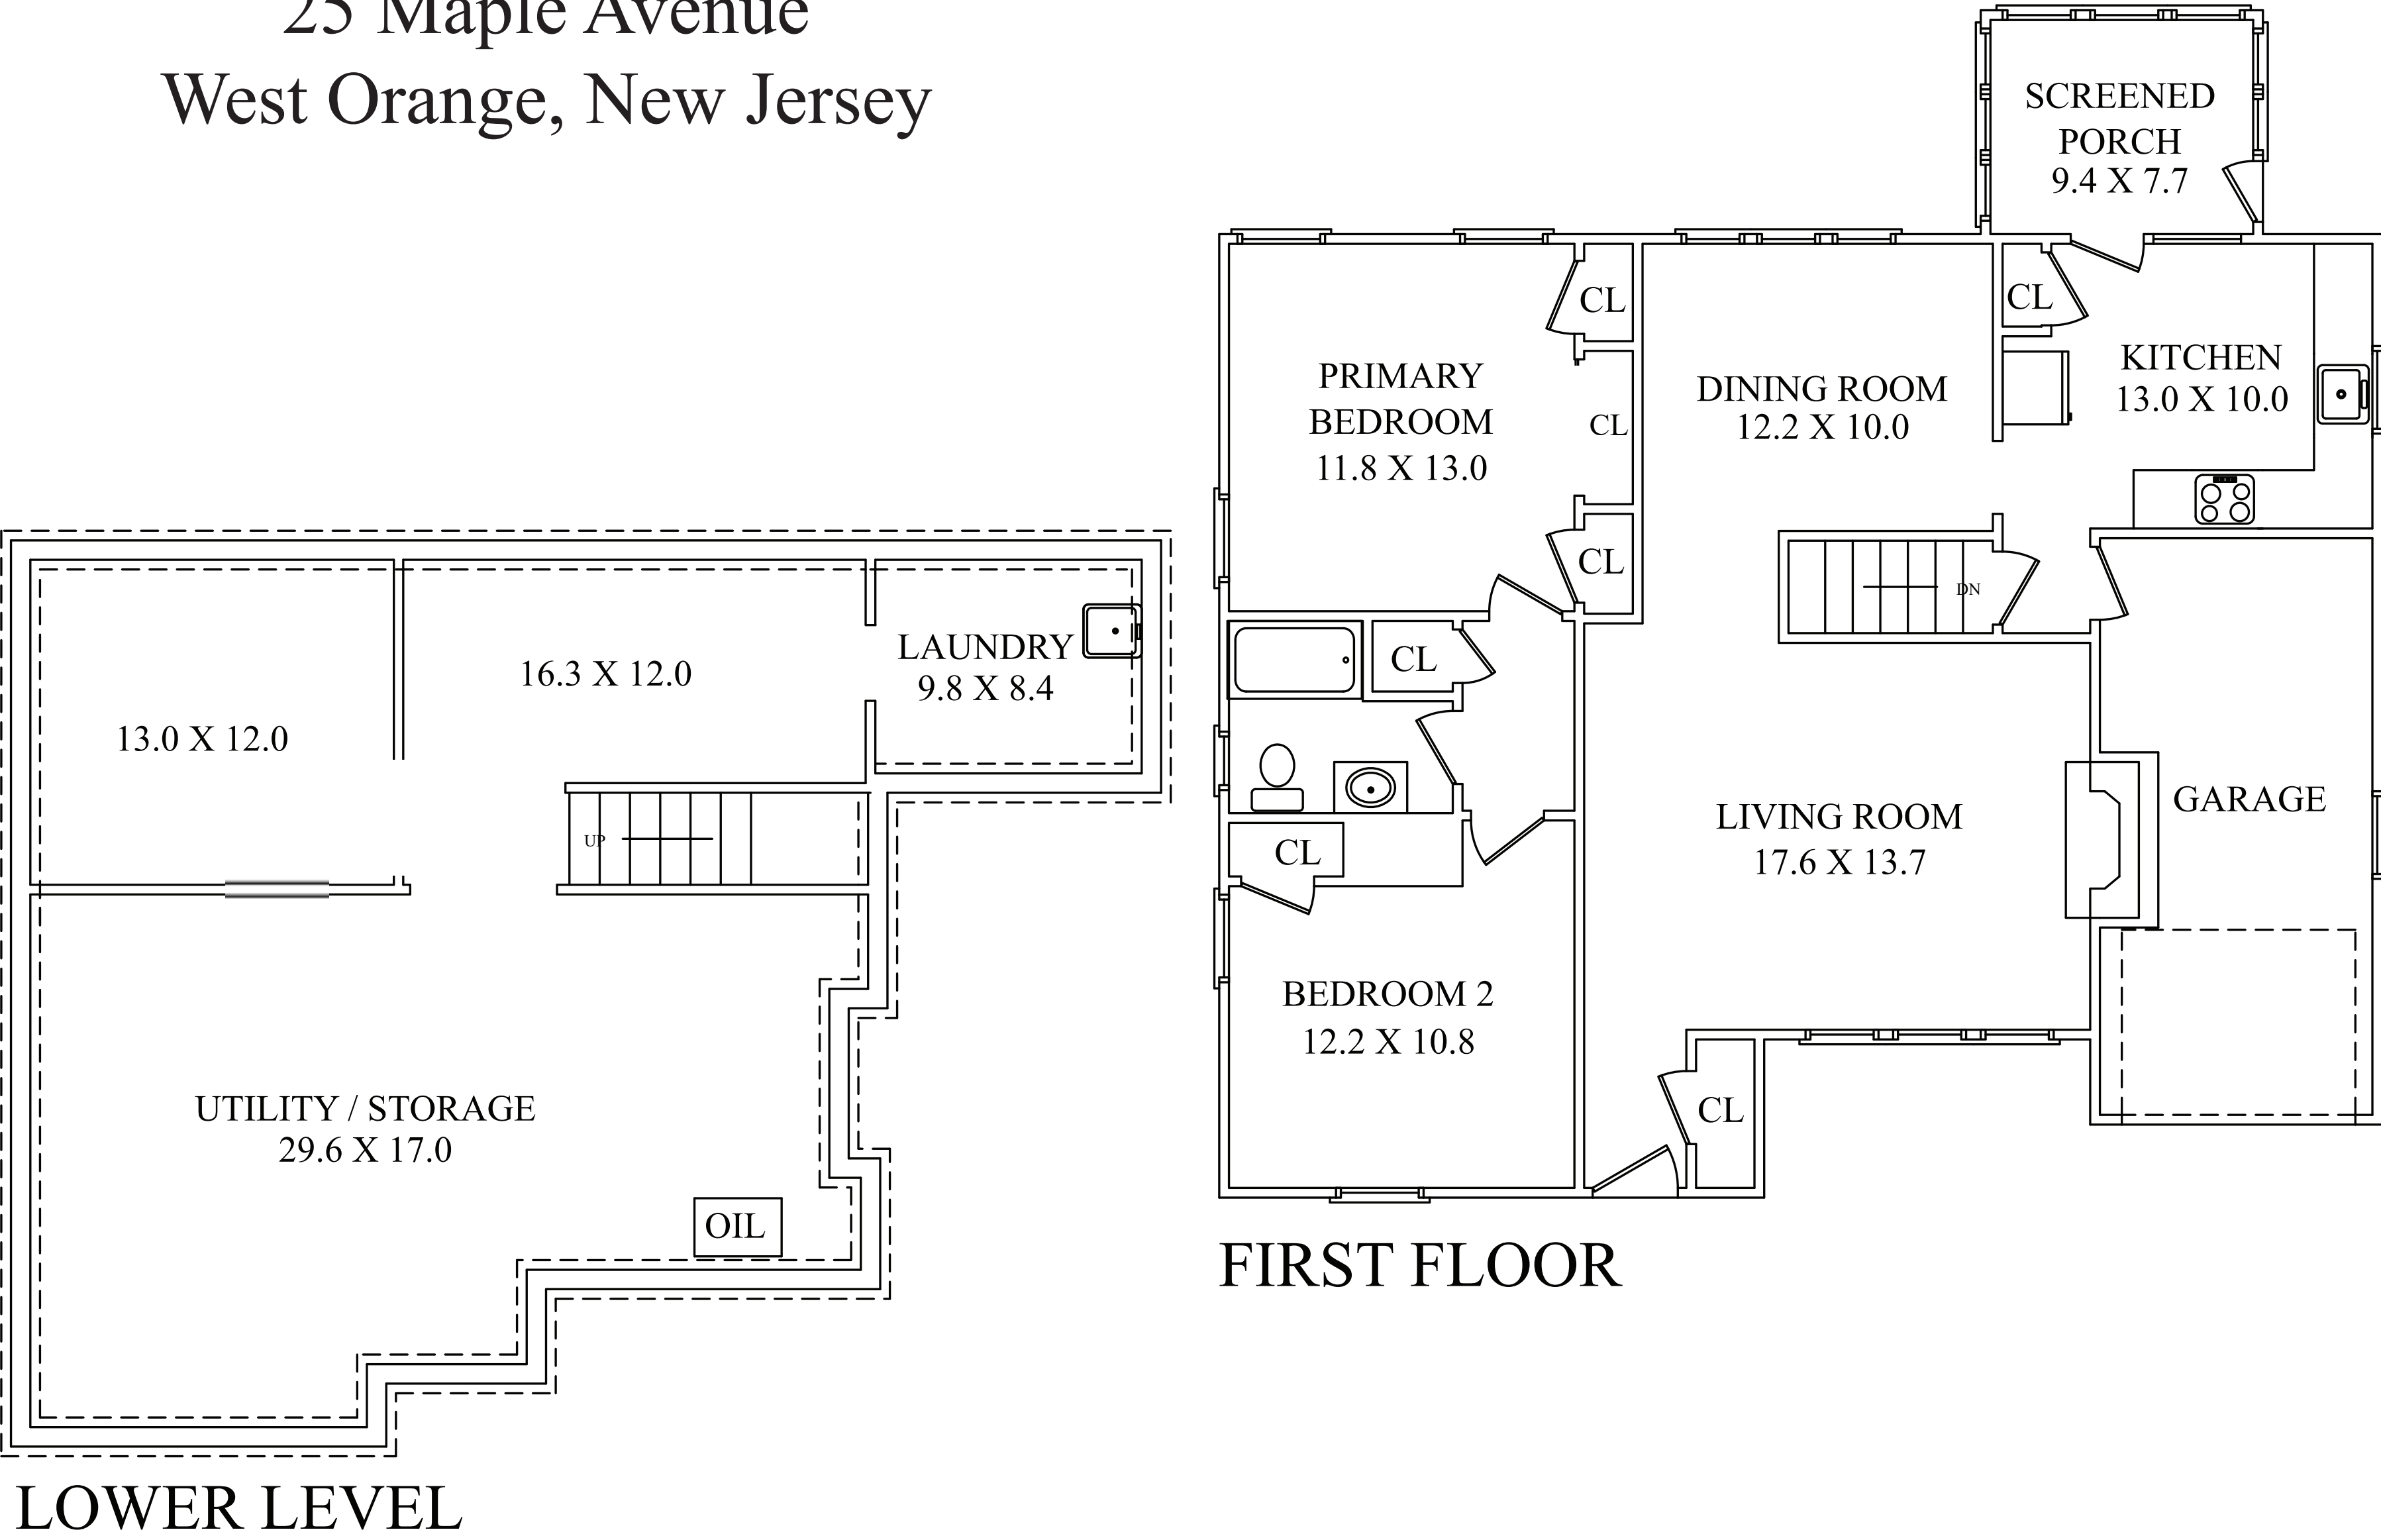 25 Maple Avenue
West Orange, New Jersey
SCREENED
PORCH
9.4 X 7.7
CL
CL
PRIMARY
BEDROOM
11.8 X 13.0
CL
DINING ROOM
12.2 X 10.0
KITCHEN
13.0 X 10.0
CL
DN
CL
LIVING ROOM
17.6 X 13.7
GARAGE
CL
BEDROOM 2
12.2 X 10.8
CL
FIRST FLOOR
13.0 X 12.0
16.3 X 12.0
LAUNDRY
9.8 X 8.4
UP
UTILITY / STORAGE
29.6 X 17.0
OIL
LOWER LEVEL